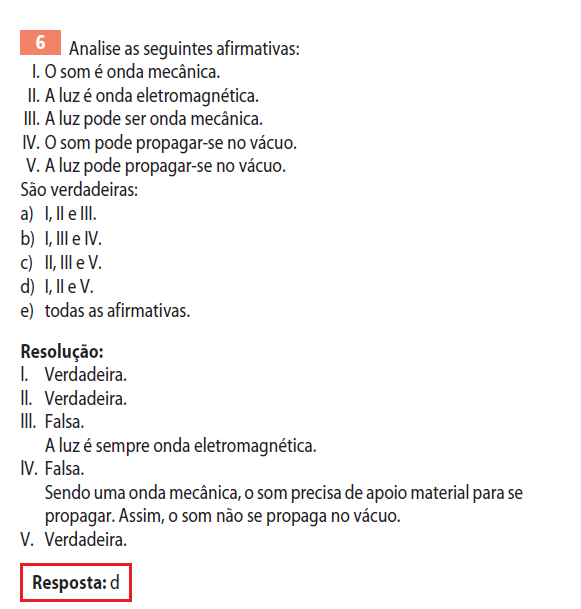 6 Analise as seguintes afirmativas:
I. O som é onda mecânica.
II. A luz é onda eletromagnética.
III. A luz pode ser onda mecânica.
IV. O som pode propagar-se no vácuo.
V. A luz pode propagar-se no vácuo.
São verdadeiras:
a) I, II e III.
b) I, III e IV.
c) II, III e V.
d) I, II e V.
e) todas as afirmativas.
Resolução:
I. Verdadeira.
II. Verdadeira.
III. Falsa.
A luz é sempre onda eletromagnética.
IV. Falsa.
Sendo uma onda mecânica, o som precisa de apoio material para se
propagar. Assim, o som não se propaga no vácuo.
V. Verdadeira.
Resposta: d